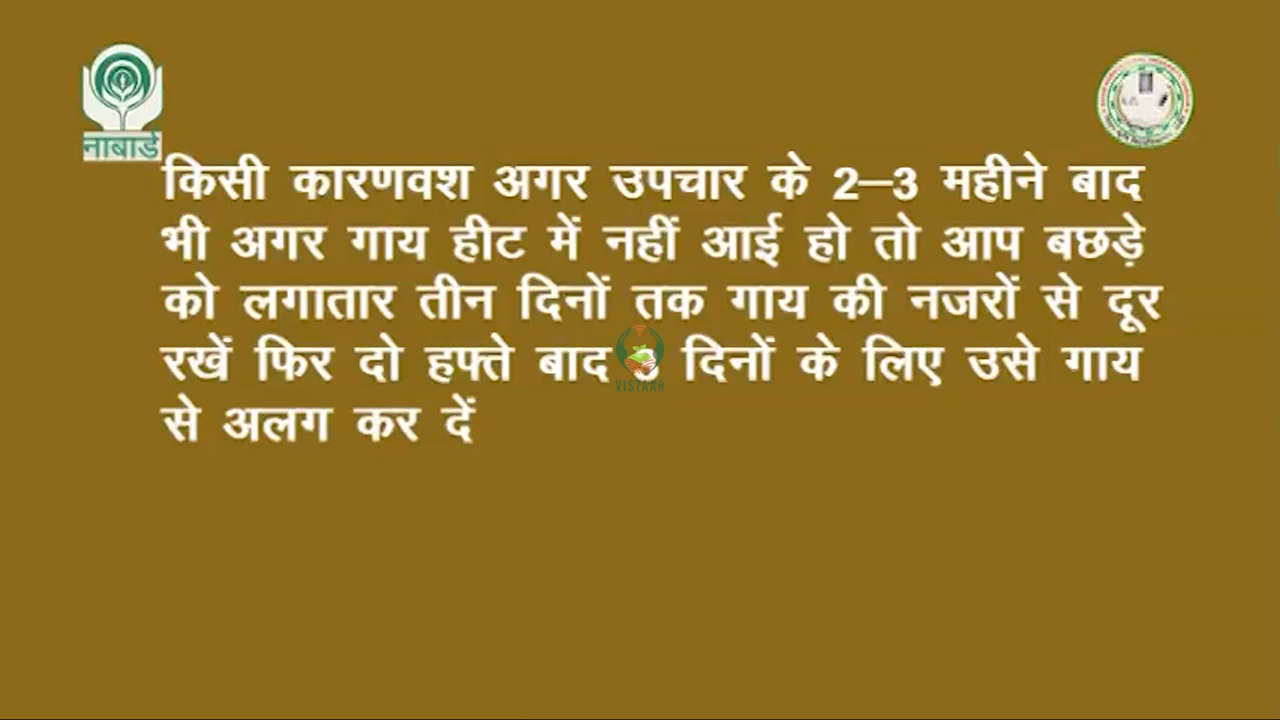 नाबार्ड
किसी कारणवश अगर उपचार के 2–3 महीने बाद
भी अगर गाय हीट में नहीं आई हो तो आप बछड़े
को लगातार तीन दिनों तक गाय की नजरों से दूर
रखें फिर दो हफ्ते बाद दिनों के लिए उसे गाय
VISTAAR
से अलग कर दें